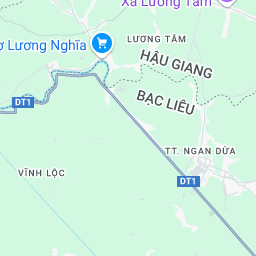 Xã Lương Tâm
LƯƠNG TÂM
ợ Lương Nghĩa
HẬU GIANG
BẠC LIÊU
DT1
TT. NGAN DỪA
VĨNH LỘC
DT1